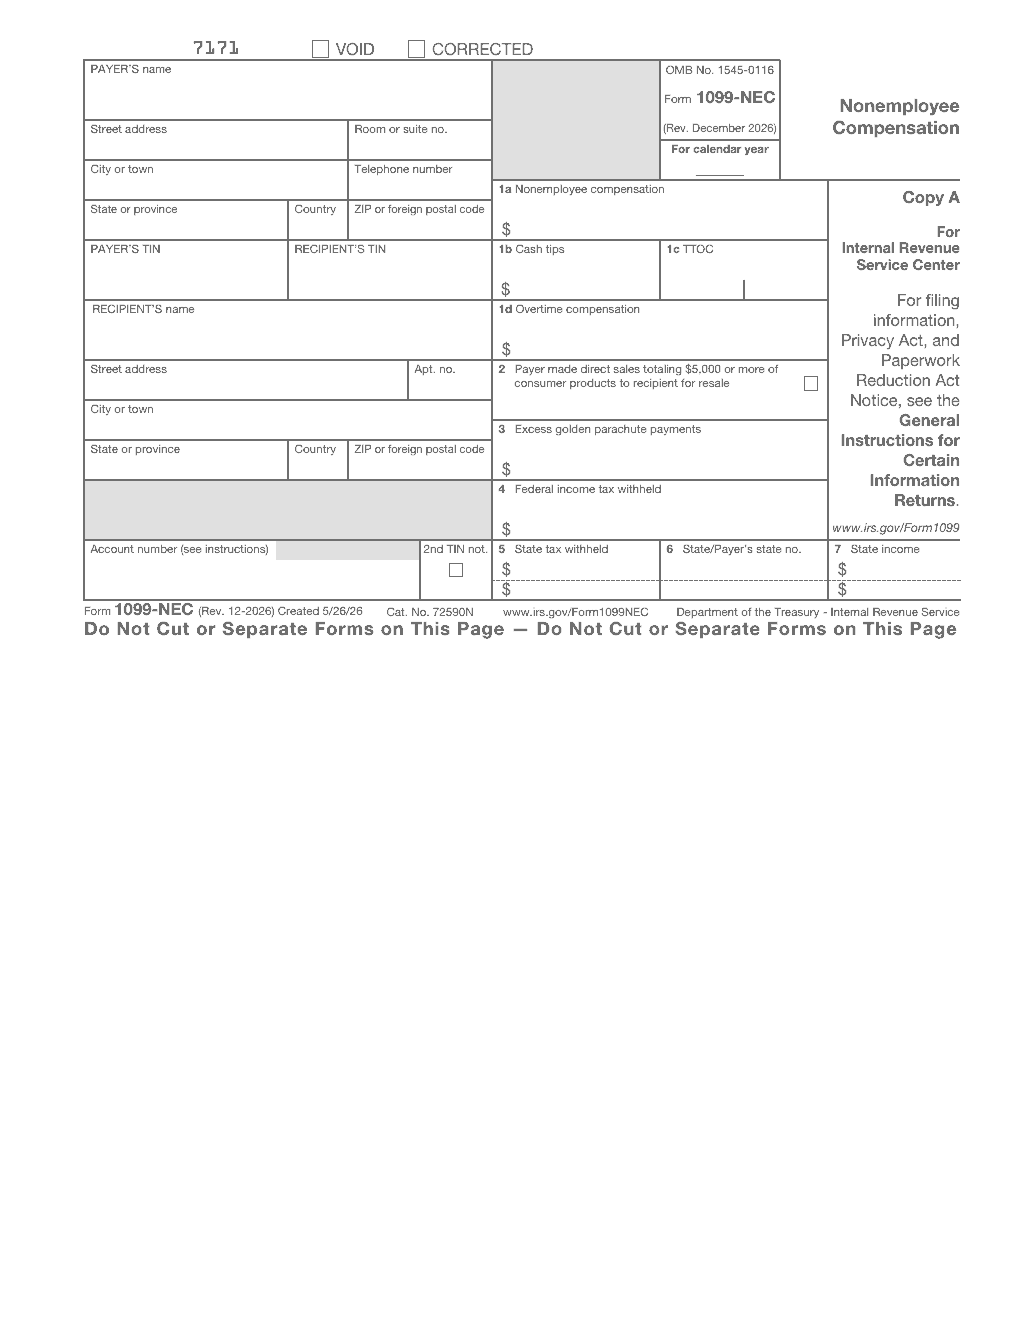 7171 VOID CORRECTED
PAYER'S name
Street address Room or suite no.
City or town Telephone number
State or province Country ZIP or foreign postal code
PAYER'S TIN RECIPIENT'S TIN
RECIPIENT'S name
Street address Apt. no.
City or town
State or province Country ZIP or foreign postal code
Account number (see instructions) 2nd TIN not.
OMB No. 1545-0116
Form 1099-NEC
(Rev. December 2026)
For calendar year
Nonemployee
Compensation
1a Nonemployee compensation
$
1b Cash tips 1c TTOC
$
1d Overtime compensation
$
2 Payer made direct sales totaling $5,000 or more of
consumer products to recipient for resale
3 Excess golden parachute payments
$
4 Federal income tax withheld
$
5 State tax withheld 6 State/Payer's state no. 7 State income
$ $
$ $
Copy A
For
Internal Revenue
Service Center
For filing
information,
Privacy Act, and
Paperwork
Reduction Act
Notice, see the
General
Instructions for
Certain
Information
Returns.
www.irs.gov/Form1099
Form 1099-NEC (Rev. 12-2026) Created 5/26/26 Cat. No. 72590N www.irs.gov/Form1099NEC Department of the Treasury - Internal Revenue Service
Do Not Cut or Separate Forms on This Page — Do Not Cut or Separate Forms on This Page